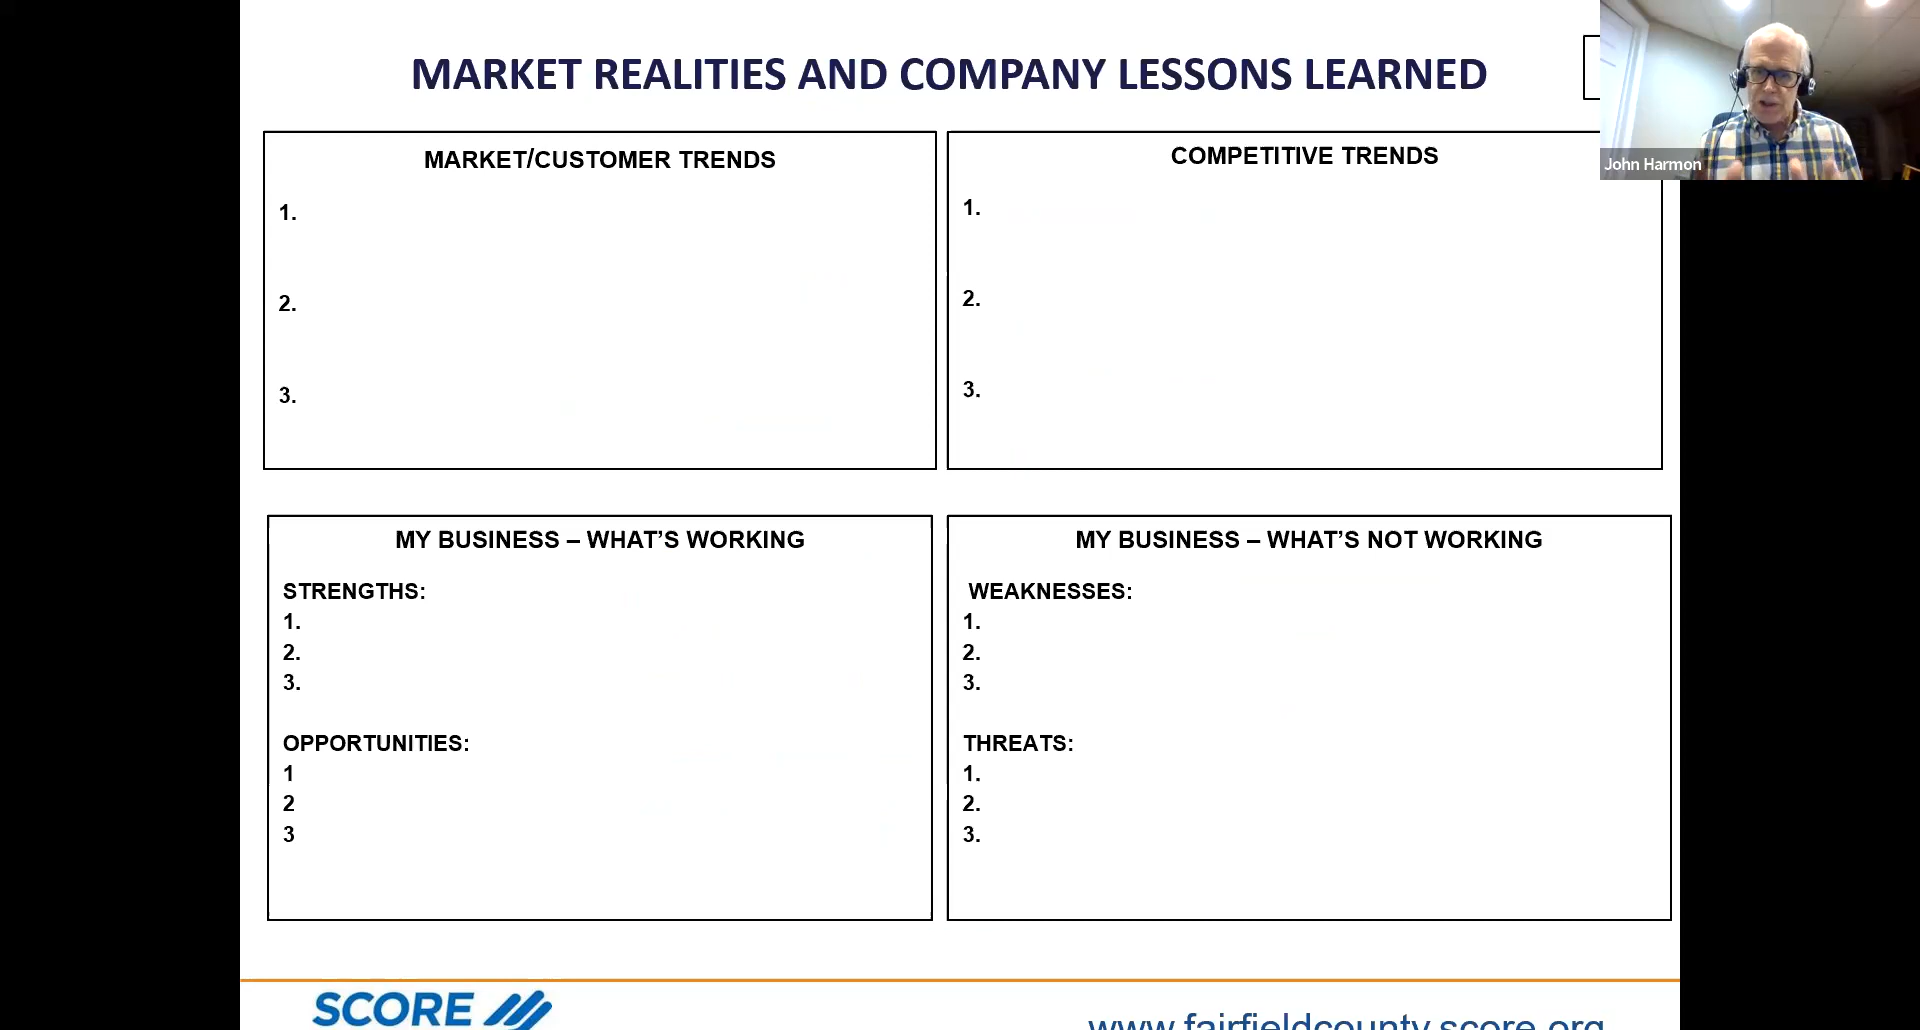 MARKET REALITIES AND COMPANY LESSONS LEARNED
John Harmon
MARKET/CUSTOMER TRENDS
1.
2.
3.
COMPETITIVE TRENDS
1.
2.
3.
MY BUSINESS – WHAT’S WORKING
STRENGTHS:
1.
2.
3.
OPPORTUNITIES:
1
2
3
MY BUSINESS – WHAT’S NOT WORKING
WEAKNESSES:
1.
2.
3.
THREATS:
1.
2.
3.
SCORE
www.fairfieldcounty.score.org